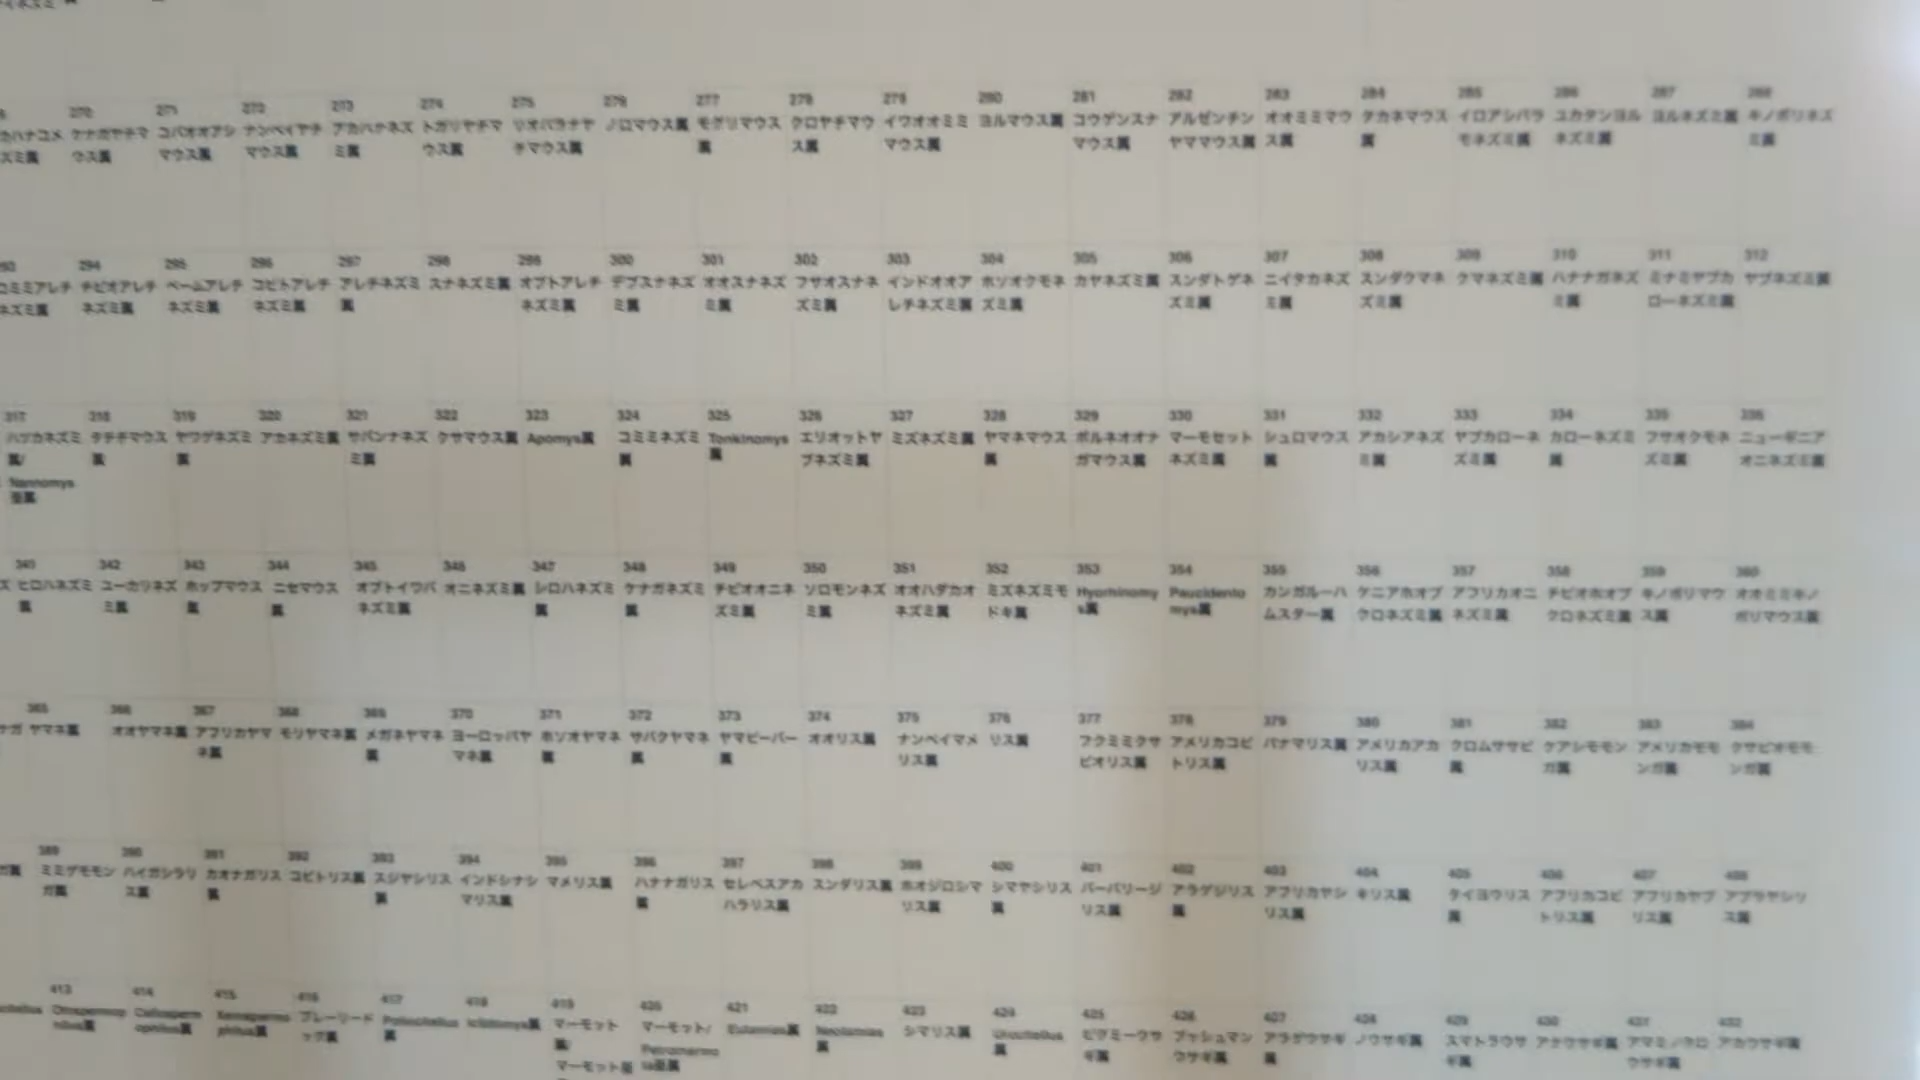 270 271 272 273 274 275 276 277 278 279 280 281 282 283 284 285 286 287 288
ケナガヤチマ コバオオアシ ナンベイヤチ アカハナネズ トガリヤチマ リオバラナヤ ノロマウス属 モグリマウス クロヤチマウ イワオオミミ ヨルマウス属 コウゲンスナ アルゼンチン オオミミマウ タカネマウス イロアシバラ ユカタンヨル ヨルネズミ属 キノボリネズ
ウス属 マウス属 マウス属 ミ属 ウス属 チマウス属 属 ス属 マウス属 マウス属 ヤママウス属 ス属 属 モネズミ属 ネズミ属 ミ属
293 294 295 296 297 298 299 300 301 302 303 304 305 306 307 308 309 310 311 312
コミミアレチ チビオアレチ ベームアレチ コビトアレチ アレチネズミ スナネズミ属 オブトアレチ デブスナネズ オオスナネズ フサオスナネ インドオオア ホソオクモネ カヤネズミ属 スンダトゲネ ニイタカネズ スンダクマネ クマネズミ属 ハナナガネズ ミナミヤブカ ヤブネズミ属
ネズミ属 ネズミ属 ネズミ属 ネズミ属 属 ネズミ属 ミ属 ミ属 ズミ属 レチネズミ属 ズミ属 ズミ属 ミ属 ズミ属 ミ属 ローネズミ属
317 318 319 320 321 322 323 324 325 326 327 328 329 330 331 332 333 334 335 336
ハツカネズミ タチチマウス ヤワゲネズミ アカネズミ属 サバンナネズ クサマウス属 Apomys属 コミミネズミ Tonkinomys エリオットヤ ミズネズミ属 ヤマネマウス ボルネオオナ マーモセット シュロマウス アカシアネズ ヤブカローネ カローネズミ フサオクモネ ニューギニア
属/ 属 属 ミ属 属 属 ブネズミ属 属 ガマウス属 ネズミ属 属 ミ属 ズミ属 属 ズミ属 オニネズミ属
Nannomys
亜属
341 342 343 344 345 346 347 348 349 350 351 352 353 354 355 356 357 358 359 360
ヒロハネズミ ユーカリネズ ホップマウス ニセマウス オブトイワバ オニネズミ属 シロハネズミ ケナガネズミ チビオオニネ ソロモンネズ オオハダカオ ミズネズミモ Hyorhinomy Paucidento カンガルーハ ケニアホオブ アフリカオニ チビオホオブ キノボリマウ オオミミキノ
属 ミ属 属 属 ネズミ属 属 属 ズミ属 ミ属 ネズミ属 ドキ属 s属 mys属 ムスター属 クロネズミ属 ネズミ属 クロネズミ属 ス属 ボリマウス属
365 366 367 368 369 370 371 372 373 374 375 376 377 378 379 380 381 382 383 384
ヤマネ属 オオヤマネ属 アフリカヤマ モリヤマネ属 メガネヤマネ ヨーロッパヤ ホソオヤマネ サバクヤマネ ヤマビーバー オオリス属 ナンベイマメ リス属 フクミミクサ アメリカコビ バナマリス属 アメリカアカ クロムササビ ケアシモモン アメリカモモ クサビオモモ
ネ属 属 マネ属 属 属 属 リス属 ビオリス属 トリス属 リス属 属 ガ属 ンガ属 ンガ属
389 390 391 392 393 394 395 396 397 398 399 400 401 402 403 404 405 406 407 408
ミミゲモモン ハイガシラリ カオナガリス コビトリス属 スジヤシリス インドシナシ マメリス属 ハナナガリス セレベスアカ スンダリス属 ホオジロシマ シマヤシリス バーバリージ アラゲジリス アフリカヤシ キリス属 タイヨウリス アフリカコビ アフリカヤブ アブラヤシリ
ガ属 ス属 属 属 マリス属 属 ハラリス属 リス属 属 リス属 属 リス属 属 トリス属 リス属 ス属
413 414 415 416 417 418 419 420 421 422 423 424 425 426 427 428 429 430 431 432
プレーリード マーモット マーモット/ シマリス属 ピグミーウサ ブッシュマン アラゲウサギ ノウサギ属 スマトラウサ アナウサギ属 アマミノクロ アカウサギ属
ッグ属 属/ ギ属 ウサギ属 属 ギ属 ウサギ属
マーモット亜